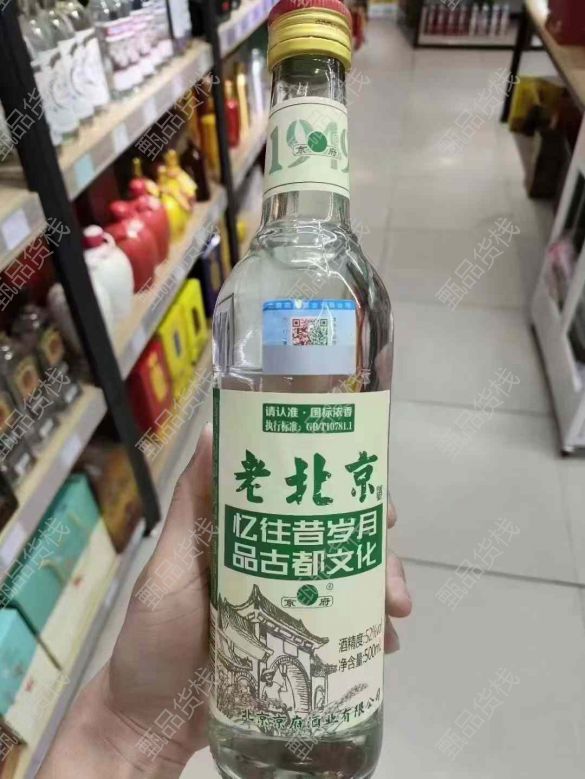 1949
京府
请认准·国标浓香
执行标准：GB/T10781.1
老北京
忆往昔岁月
品古都文化
京府
酒精度:52%vol
净含量:500mL
北京京府酒业有限公司
甄品货栈